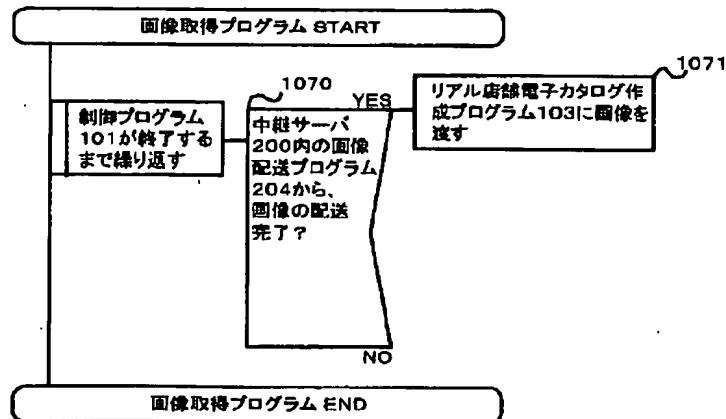 画像取得プログラム START
制御プログラム
101が終了する
まで繰り返す
1070
YES
中継サーバ
200内の画像
配送プログラム
204から、
画像の配送
完了?
NO
1071
リアル店舗電子カタログ作
成プログラム103に画像を
渡す
画像取得プログラム END